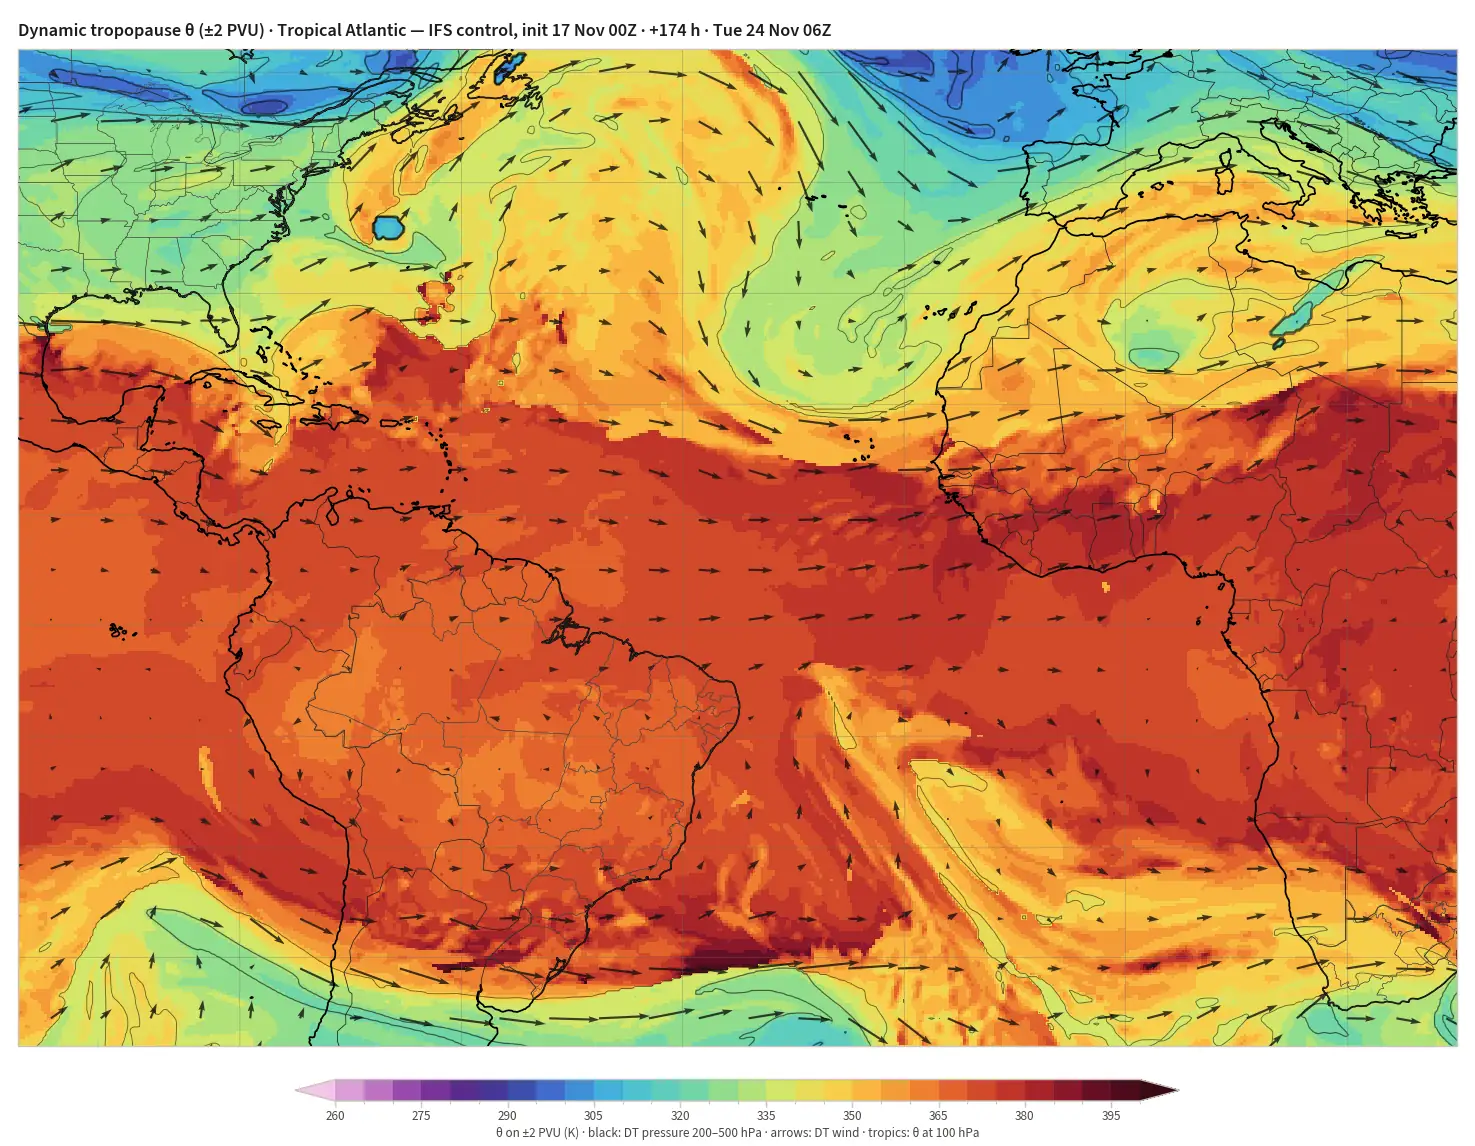 Dynamic tropopause θ (±2 PVU) · Tropical Atlantic — IFS control, init 17 Nov 00Z · +174 h · Tue 24 Nov 06Z
260 275 290 305 320 335 350 365 380 395
θ on ±2 PVU (K) · black: DT pressure 200–500 hPa · arrows: DT wind · tropics: θ at 100 hPa